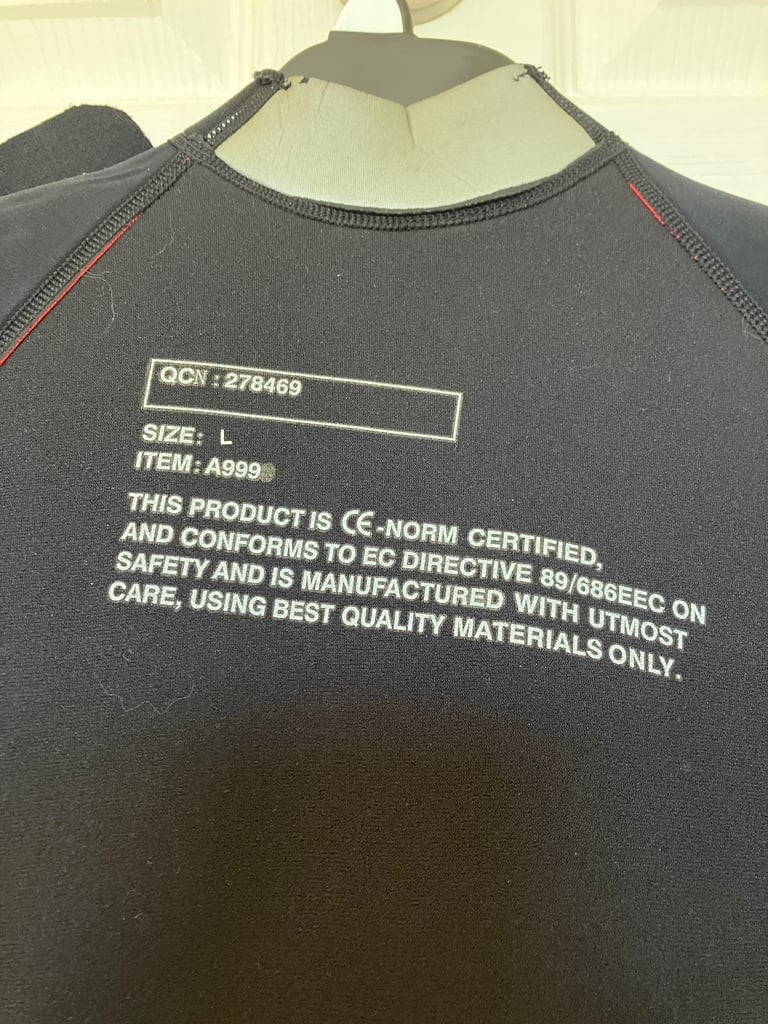 QCN : 278469
SIZE: L
ITEM: A999
THIS PRODUCT IS CE-NORM CERTIFIED,
AND CONFORMS TO EC DIRECTIVE 89/686EEC ON
SAFETY AND IS MANUFACTURED WITH UTMOST
CARE, USING BEST QUALITY MATERIALS ONLY.